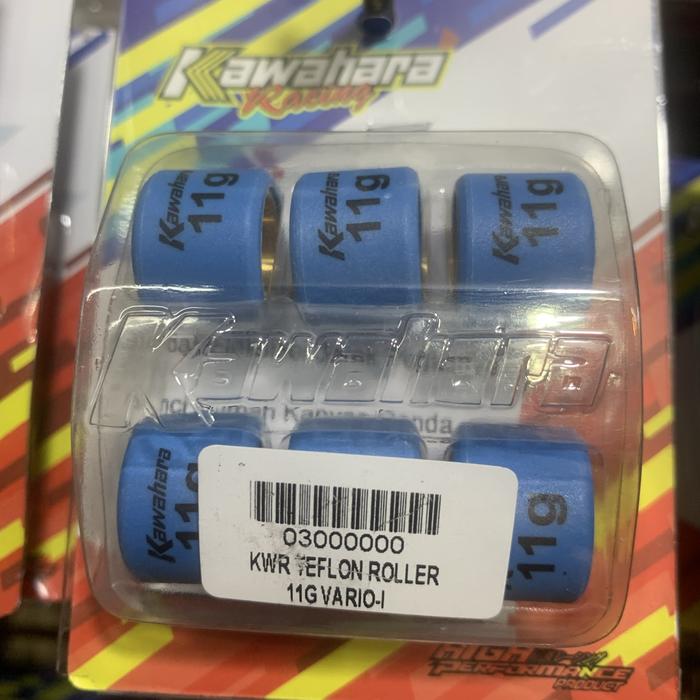 Kawahara
Racing
Kawahara
11g
Kawahara
11g
Kawahara
11g
Kawahara
Kawahara
11g
11g
03000000
KWR TEFLON ROLLER
11G VARIO-I
HIGH
PERFORMANCE
PRODUCT